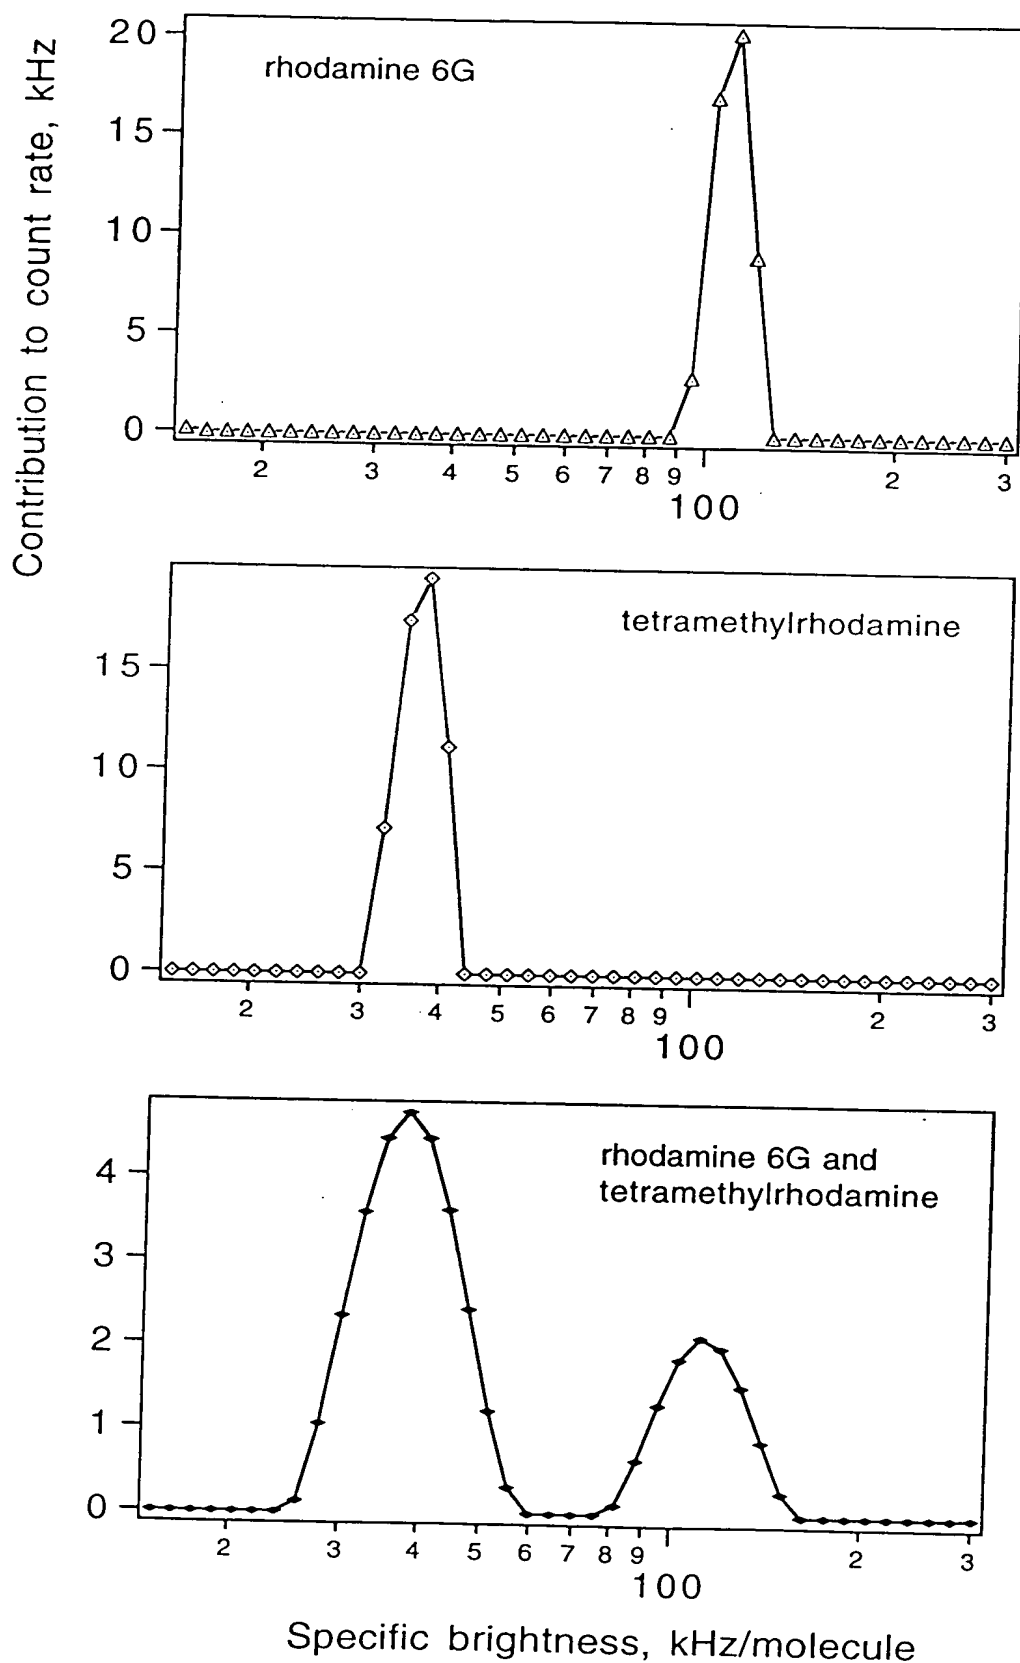 Contribution to count rate, kHz
20
15
10
5
0
rhodamine 6G
2 3 4 5 6 7 8 9 2 3
100
15
10
5
0
tetramethylrhodamine
2 3 4 5 6 7 8 9 2 3
100
4
3
2
1
0
rhodamine 6G and
tetramethylrhodamine
2 3 4 5 6 7 8 9 2 3
100
Specific brightness, kHz/molecule